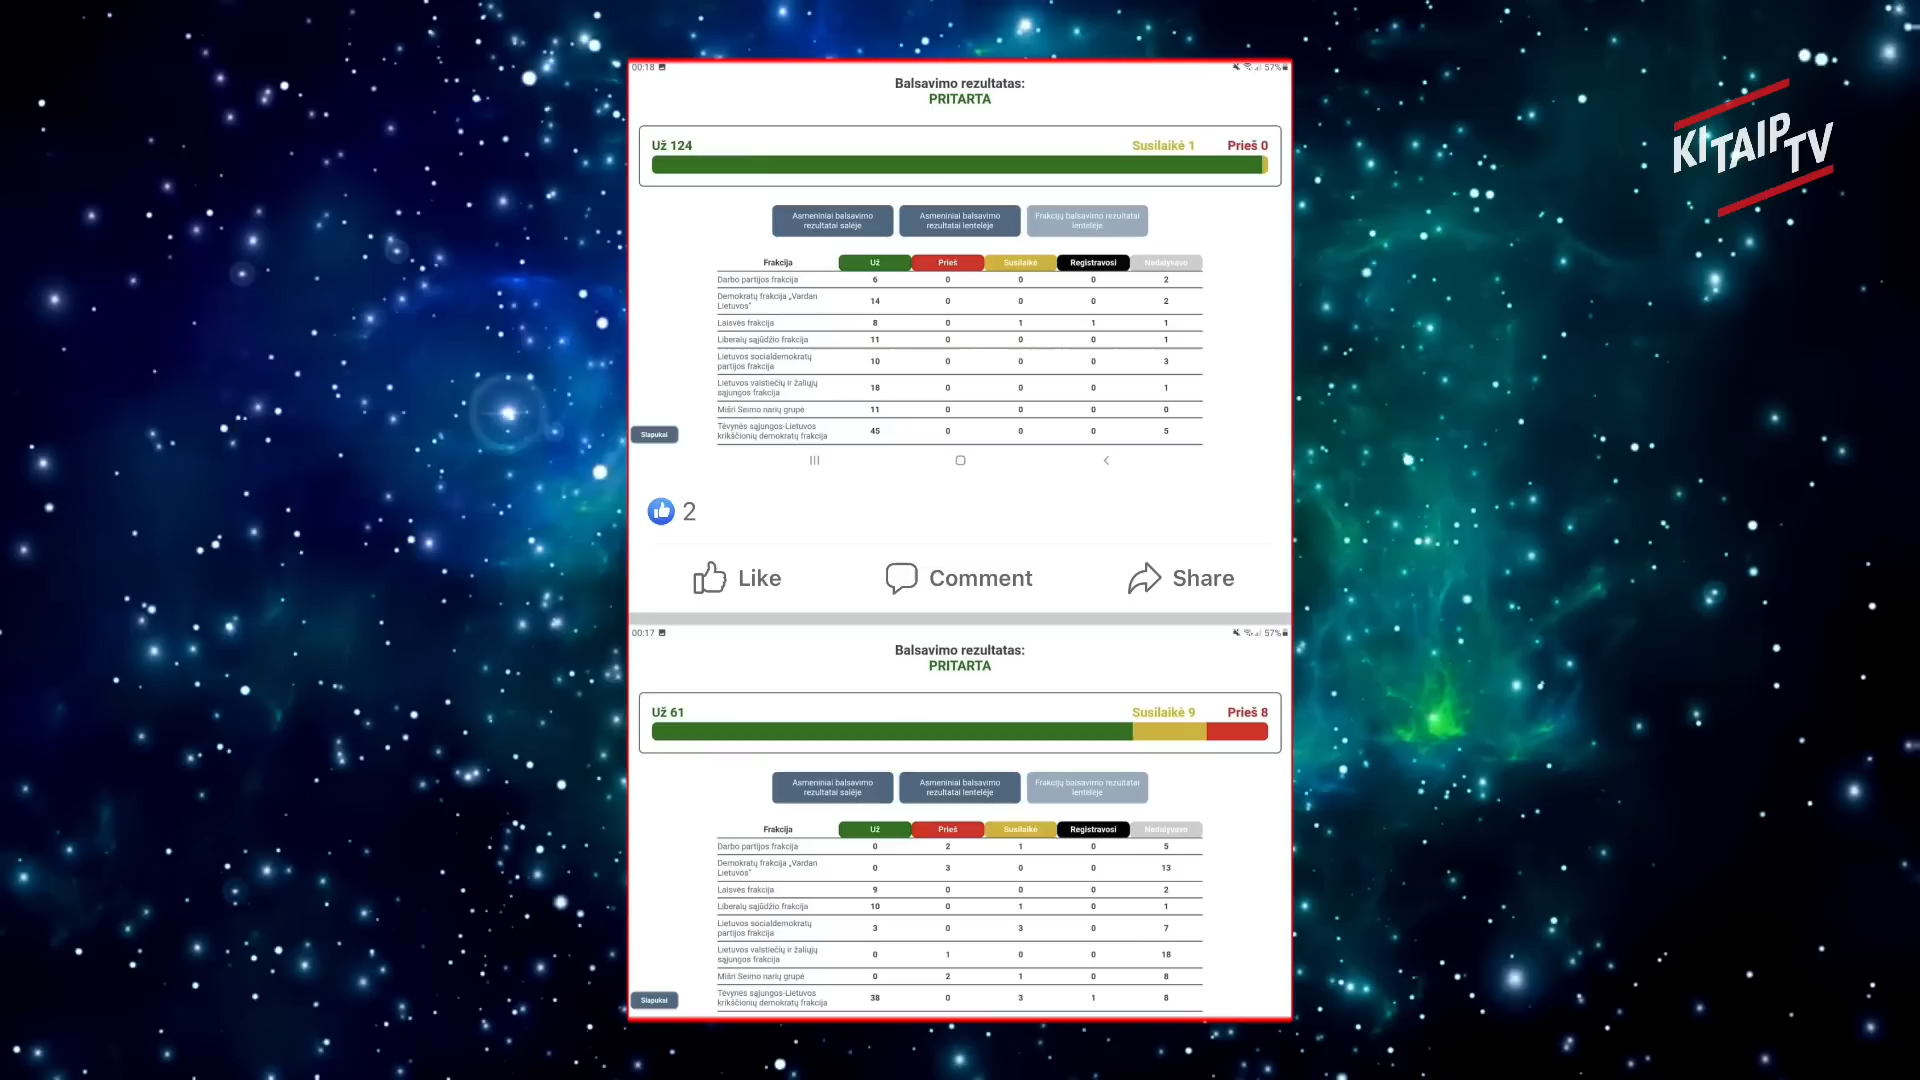 00:18
57%
Balsavimo rezultatas:
PRITARTA
KITAIP TV
Už 124 Susilaikė 1 Prieš 0
Asmeniniai balsavimo rezultatai salėje
Asmeniniai balsavimo rezultatai lentelėje
Frakcijų balsavimo rezultatai lentelėje
Frakcija Už Prieš Susilaikė Registravosi Nedalyvavo
Darbo partijos frakcija 6 0 0 0 2
Demokratų frakcija „Vardan Lietuvos" 14 0 0 0 2
Laisvės frakcija 8 0 1 1 1
Liberalų sąjūdžio frakcija 11 0 0 0 1
Lietuvos socialdemokratų partijos frakcija 10 0 0 0 3
Lietuvos valstiečių ir žaliųjų sąjungos frakcija 18 0 0 0 1
Mišri Seimo narių grupė 11 0 0 0 0
Tėvynės sąjungos-Lietuvos krikščionių demokratų frakcija 45 0 0 0 5
Slapukai
2
Like Comment Share
00:17
57%
Balsavimo rezultatas:
PRITARTA
Už 61 Susilaikė 9 Prieš 8
Asmeniniai balsavimo rezultatai salėje
Asmeniniai balsavimo rezultatai lentelėje
Frakcijų balsavimo rezultatai lentelėje
Frakcija Už Prieš Susilaikė Registravosi Nedalyvavo
Darbo partijos frakcija 0 2 1 0 5
Demokratų frakcija „Vardan Lietuvos" 0 3 0 0 13
Laisvės frakcija 9 0 0 0 2
Liberalų sąjūdžio frakcija 10 0 1 0 1
Lietuvos socialdemokratų partijos frakcija 3 0 3 0 7
Lietuvos valstiečių ir žaliųjų sąjungos frakcija 0 1 0 0 18
Mišri Seimo narių grupė 0 2 1 0 8
Tėvynės sąjungos-Lietuvos krikščionių demokratų frakcija 38 0 3 1 8
Slapukai